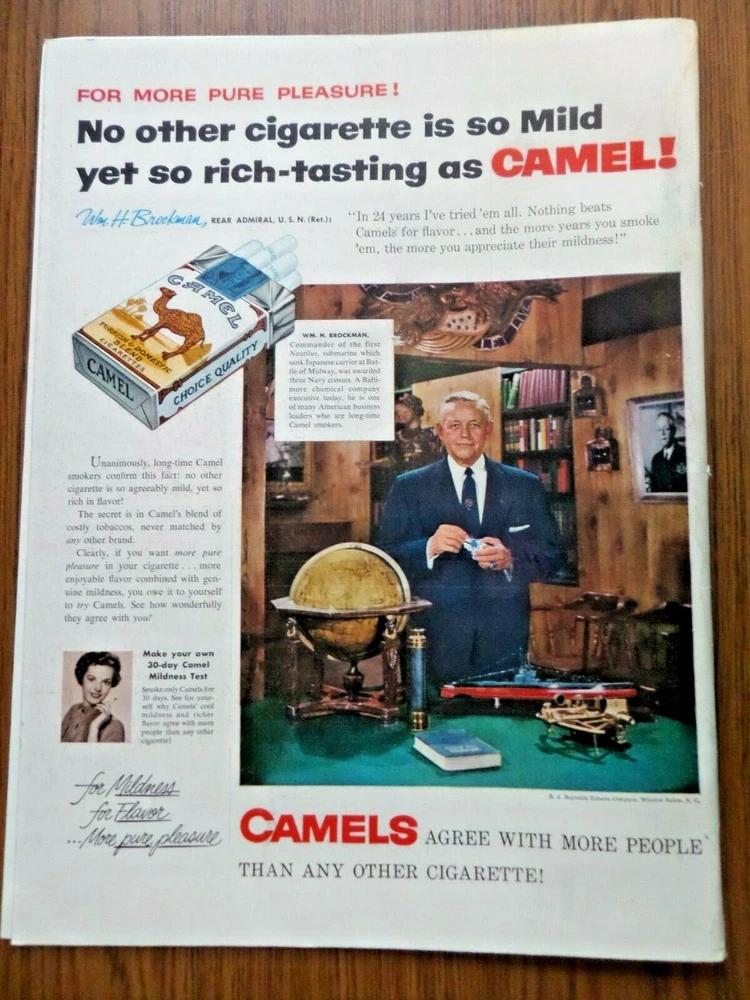 FOR MORE PURE PLEASURE!
No other cigarette is so Mild
yet so rich-tasting as CAMEL!
Wm. H. Brockman, REAR ADMIRAL, U. S. N. (Ret.):
"In 24 years I've tried 'em all. Nothing beats
Camels for flavor...and the more years you smoke
'em, the more you appreciate their mildness!"
CAMEL
TURKISH & DOMESTIC
BLEND
CIGARETTES
CAMEL
CHOICE QUALITY
WM. H. BROCKMAN,
Commander of the first
Nautilus, submarine which
sank Japanese carrier at Bat-
tle of Midway, was awarded
three Navy crosses. A Balti-
more chemical company
executive today, he is one
of many American business
leaders who are long-time
Camel smokers.
Unanimously, long-time Camel
smokers confirm this fact: no other
cigarette is so agreeably mild, yet so
rich in flavor!
The secret is in Camel's blend of
costly tobaccos, never matched by
any other brand.
Clearly, if you want more pure
pleasure in your cigarette . . . more
enjoyable flavor combined with gen-
uine mildness, you owe it to yourself
to try Camels. See how wonderfully
they agree with you!
Make your own
30-day Camel
Mildness Test
Smoke only Camels for
30 days. See for your-
self why Camels' cool
mildness and richer
flavor agree with more
people than any other
cigarette!
for Mildness
for Flavor
...More pure pleasure
R. J. Reynolds Tobacco Company, Winston-Salem, N. C.
CAMELS AGREE WITH MORE PEOPLE
THAN ANY OTHER CIGARETTE!